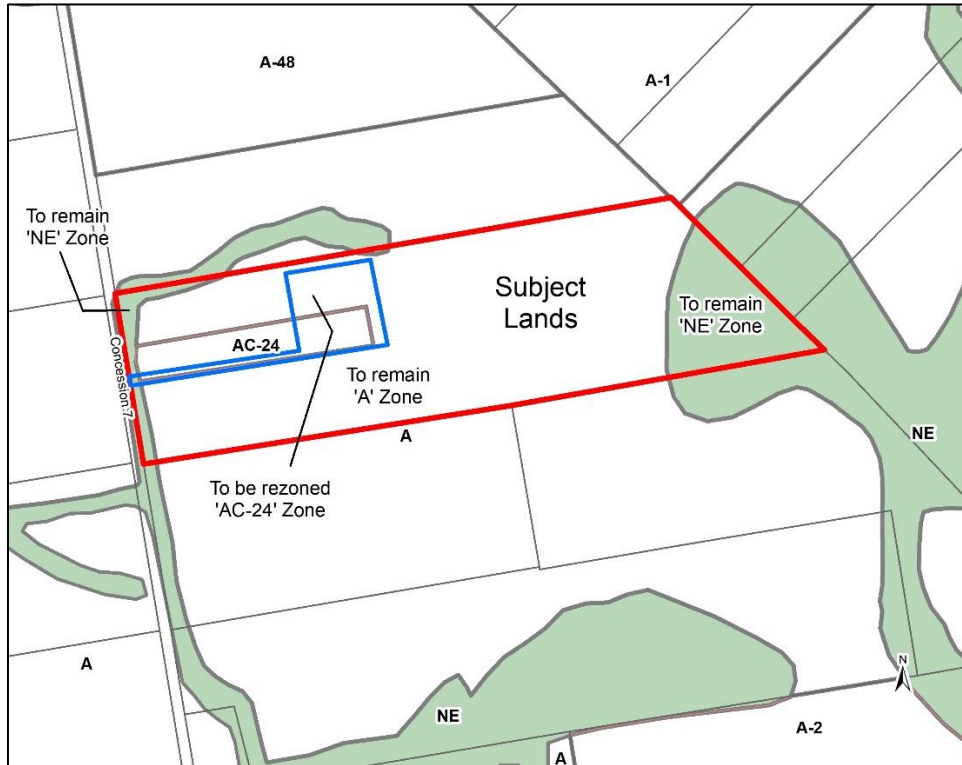 A-48
A-1
To remain
'NE' Zone
Subject
Lands
To remain
'NE' Zone
AC-24
Concession 7
To remain
'A' Zone
A
NE
To be rezoned
'AC-24' Zone
A
N
NE
A-2
A